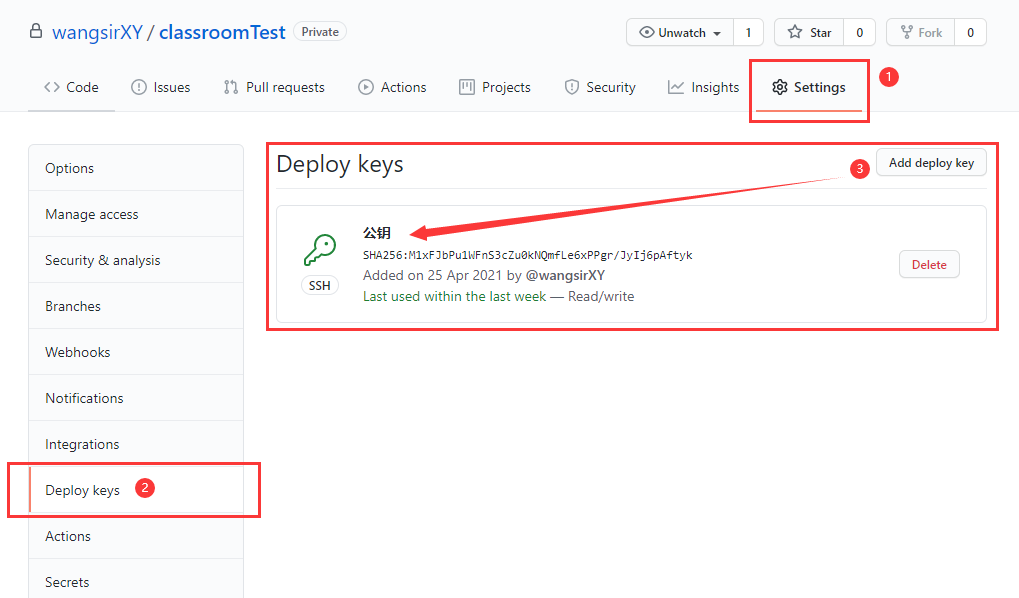 wangsirXY / classroomTest Private
Unwatch 1 Star 0 Fork 0
Code Issues Pull requests Actions Projects Security Insights Settings 1
Options
Manage access
Security & analysis
Branches
Webhooks
Notifications
Integrations
Deploy keys 2
Actions
Secrets
Deploy keys 3 Add deploy key
公钥
SHA256:M1xFJbPu1WFnS3cZu0kNQmfLe6xPPgr/JyIj6pAftyk
Added on 25 Apr 2021 by @wangsirXY
Last used within the last week — Read/write
SSH
Delete